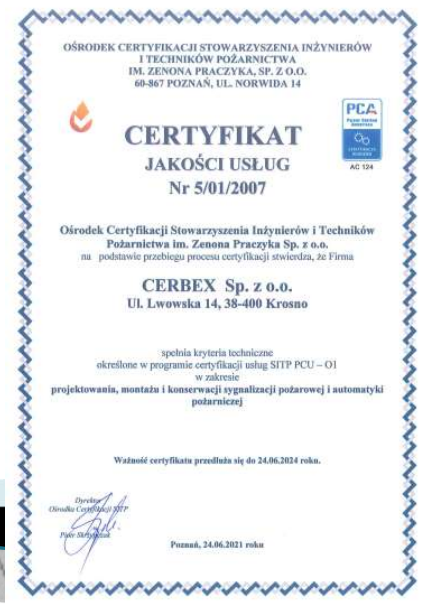 OŚRODEK CERTYFIKACJI STOWARZYSZENIA INŻYNIERÓW
I TECHNIKÓW POŻARNICTWA
IM. ZENONA PRACZYKA, SP. Z O.O.
60-867 POZNAŃ, UL. NORWIDA 14
PCA
CERTYFIKAT
JAKOŚCI USŁUG
AC 124
Nr 5/01/2007
Ośrodek Certyfikacji Stowarzyszenia Inżynierów i Techników
Pożarnictwa im. Zenona Praczyka Sp. z o.o.
na podstawie przebiegu procesu certyfikacji stwierdza, że Firma
CERBEX Sp. z o.o.
Ul. Lwowska 14, 38-400 Krosno
spełnia kryteria techniczne
określone w programie certyfikacji usług SITP PCU – O1
w zakresie
projektowania, montażu i konserwacji sygnalizacji pożarowej i automatyki
pożarniczej
Ważność certyfikatu przedłuża się do 24.06.2024 roku.
Dyrektor
Ośrodka Certyfikacji SITP
Piotr
Poznań, 24.06.2021 roku